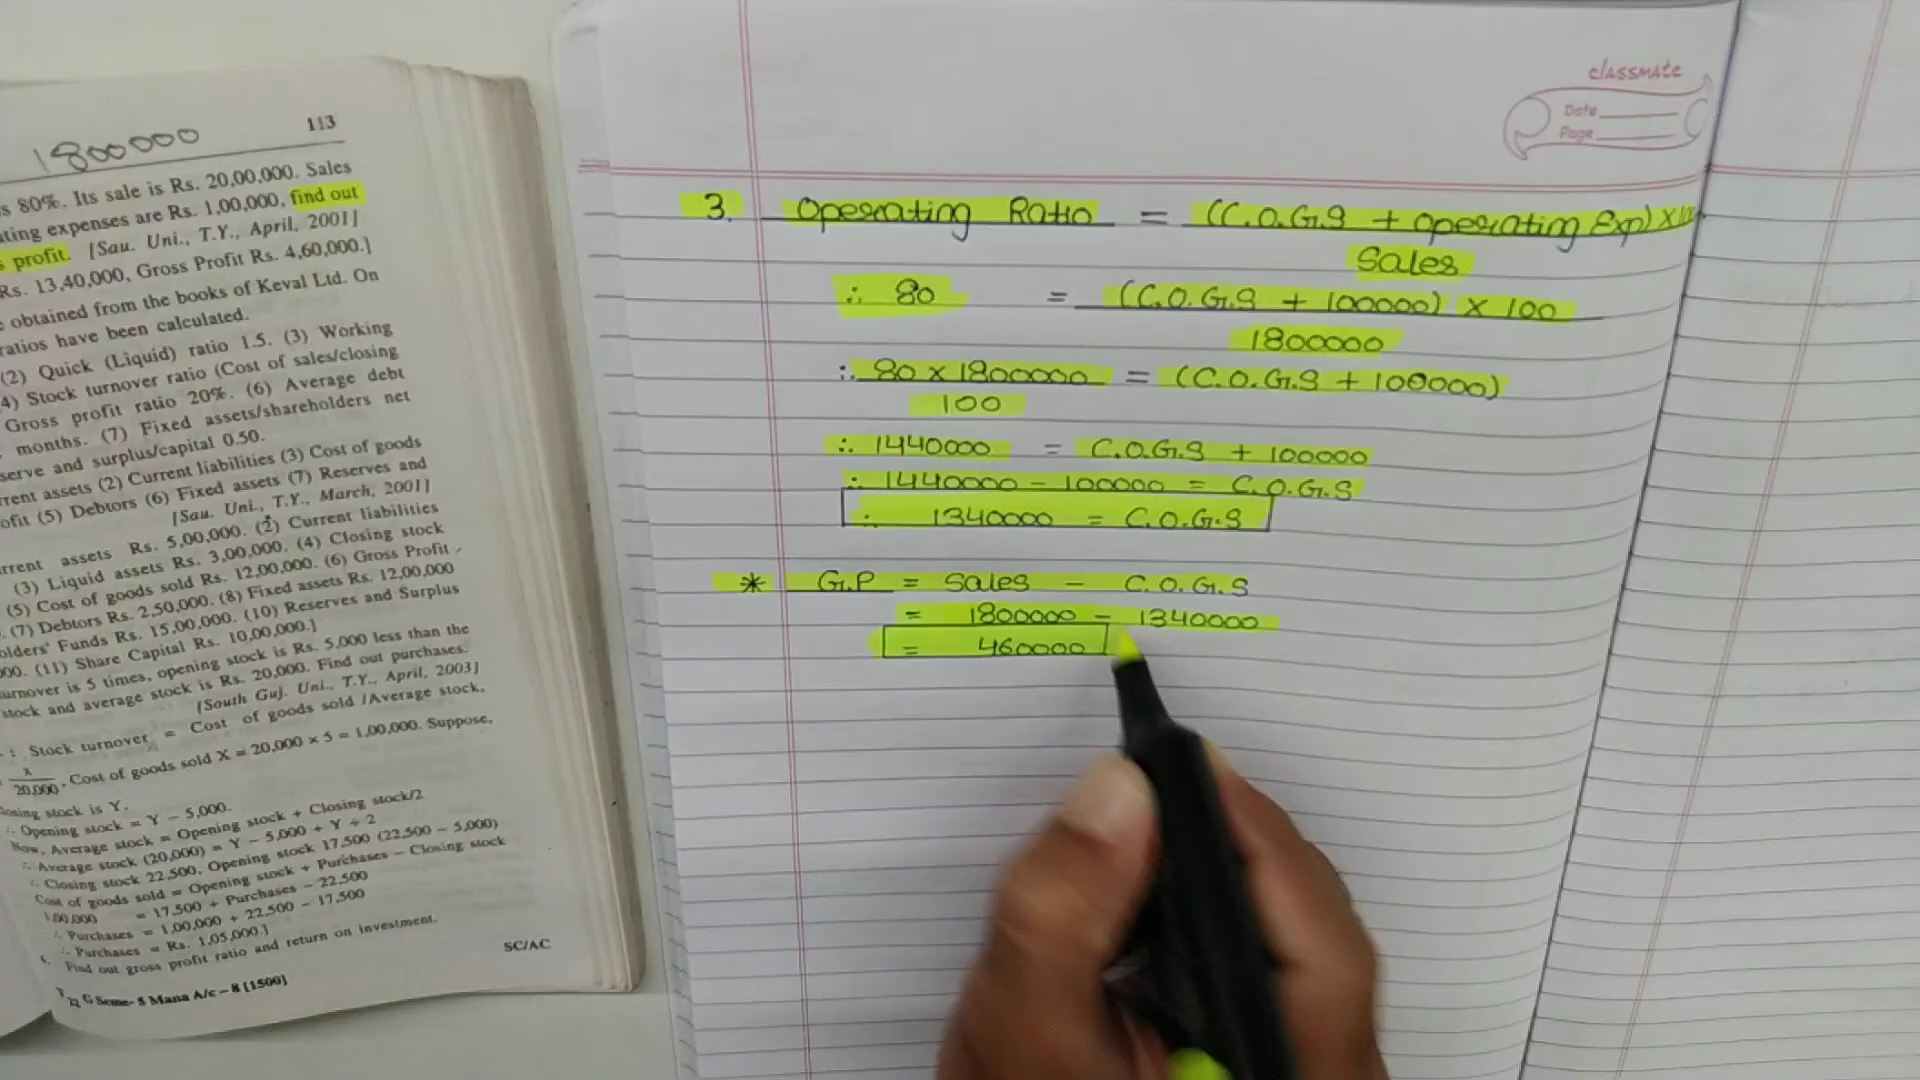 1800000
113
s 80%. Its sale is Rs. 20,00,000. Sales
ting expenses are Rs. 1,00,000, find out
s profit. [Sau. Uni., T.Y., April, 2001]
Rs. 13,40,000, Gross Profit Rs. 4,60,000.]
e obtained from the books of Keval Ltd. On
ratios have been calculated.
(2) Quick (Liquid) ratio 1.5. (3) Working
4) Stock turnover ratio (Cost of sales/closing
Gross profit ratio 20%. (6) Average debt
months. (7) Fixed assets/shareholders net
serve and surplus/capital 0.50.
rrent assets (2) Current liabilities (3) Cost of goods
ofit (5) Debtors (6) Fixed assets (7) Reserves and
[Sau. Uni., T.Y., March, 2001]
rrent assets Rs. 5,00,000. (2) Current liabilities
(3) Liquid assets Rs. 3,00,000. (4) Closing stock
(5) Cost of goods sold Rs. 12,00,000. (6) Gross Profit
. (7) Debtors Rs. 2,50,000. (8) Fixed assets Rs. 12,00,000
olders' Funds Rs. 15,00,000. (10) Reserves and Surplus
00. (11) Share Capital Rs. 10,00,000.]
urnover is 5 times, opening stock is Rs. 5,000 less than the
stock and average stock is Rs. 20,000. Find out purchases.
[South Guj. Uni., T.Y., April, 2003]
: Stock turnover = Cost of goods sold /Average stock.
x
20,000, Cost of goods sold X = 20,000 × 5 = 1,00,000. Suppose,
losing stock is Y.
∴ Opening stock = Y − 5,000.
Now, Average stock = Opening stock + Closing stock/2
∴ Average stock (20,000) = Y − 5,000 + Y ÷ 2
∴ Closing stock 22,500, Opening stock 17,500 (22,500 − 5,000)
Cost of goods sold = Opening stock + Purchases − Closing stock
1,00,000 = 17,500 + Purchases − 22,500
∴ Purchases = 1,00,000 + 22,500 − 17,500
∴ Purchases = Rs. 1,05,000.]
Find out gross profit ratio and return on investment.
SC/AC
G Seme- 5 Mana A/c – 8 [1500]
classmate
Date
Page
3. Operating Ratio = (C.O.G.S + Operating Exp) × 100
Sales
∴ 80 = (C.O.G.S + 100000) × 100
1800000
∴ 80 × 1800000 = (C.O.G.S + 100000)
100
∴ 1440000 = C.O.G.S + 100000
∴ 1440000 − 100000 = C.O.G.S
∴ 1340000 = C.O.G.S
* G.P = Sales − C.O.G.S
= 1800000 − 1340000
= 460000